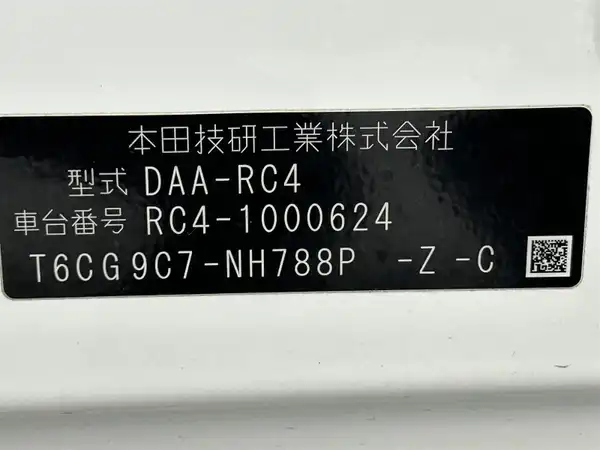 本田技研工業株式会社
型式 DAA-RC4
車台番号 RC4-1000624
T6CG9C7-NH788P -Z -C